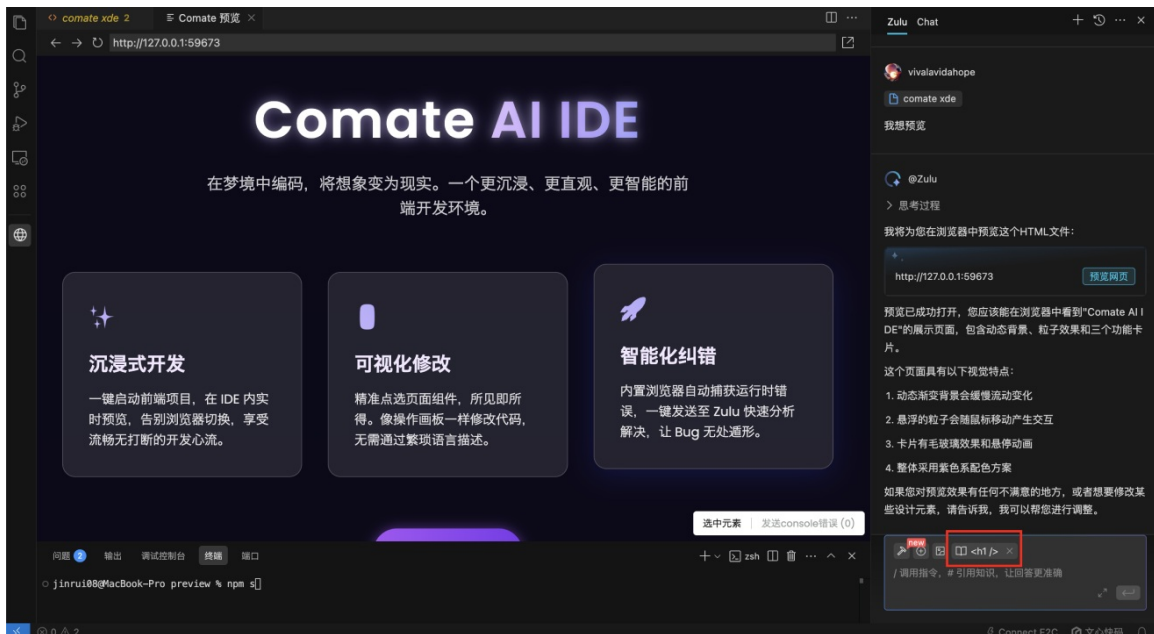 comate xde 2
Comate 预览
http://127.0.0.1:59673
Comate AI IDE
在梦境中编码，将想象变为现实。一个更沉浸、更直观、更智能的前
端开发环境。
沉浸式开发
一键启动前端项目，在 IDE 内实
时预览，告别浏览器切换，享受
流畅无打断的开发心流。
可视化修改
精准点选页面组件，所见即所
得。像操作画板一样修改代码，
无需通过繁琐语言描述。
智能化纠错
内置浏览器自动捕获运行时错
误，一键发送至 Zulu 快速分析
解决，让 Bug 无处遁形。
选中元素 发送console错误 (0)
问题 2 输出 调试控制台 终端 端口
zsh
jinrui08@MacBook-Pro preview % npm s
0 2
Zulu Chat
vivalavidahope
comate xde
我想预览
@Zulu
思考过程
我将为您在浏览器中预览这个HTML文件：
http://127.0.0.1:59673 预览网页
预览已成功打开，您应该能在浏览器中看到"Comate AI I
DE"的展示页面，包含动态背景、粒子效果和三个功能卡
片。
这个页面具有以下视觉特点：
1. 动态渐变背景会缓慢流动变化
2. 悬浮的粒子会随鼠标移动产生交互
3. 卡片有毛玻璃效果和悬停动画
4. 整体采用紫色系配色方案
如果您对预览效果有任何不满意的地方，或者想要修改某
些设计元素，请告诉我，我可以帮您进行调整。
new
<h1 />
/ 调用指令，# 引用知识，让回答更准确
Connect F2C 文心快码